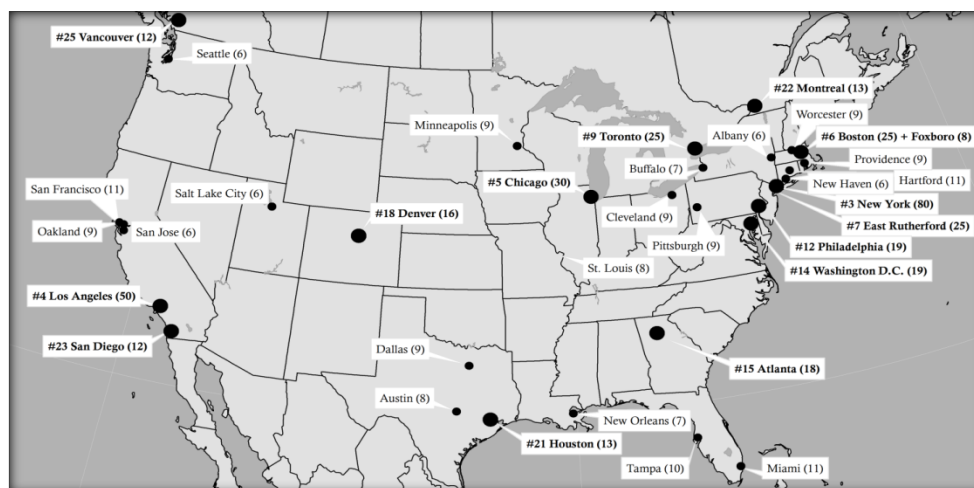 #25 Vancouver (12)
Seattle (6)
#22 Montreal (13)
Worcester (9)
Minneapolis (9)
#9 Toronto (25)
Albany (6)
#6 Boston (25) + Foxboro (8)
Buffalo (7)
Providence (9)
San Francisco (11)
Salt Lake City (6)
#5 Chicago (30)
New Haven (6)
Hartford (11)
Oakland (9)
San Jose (6)
#18 Denver (16)
Cleveland (9)
#3 New York (80)
#7 East Rutherford (25)
Pittsburgh (9)
#12 Philadelphia (19)
St. Louis (8)
#14 Washington D.C. (19)
#4 Los Angeles (50)
#23 San Diego (12)
Dallas (9)
#15 Atlanta (18)
Austin (8)
New Orleans (7)
#21 Houston (13)
Tampa (10)
Miami (11)